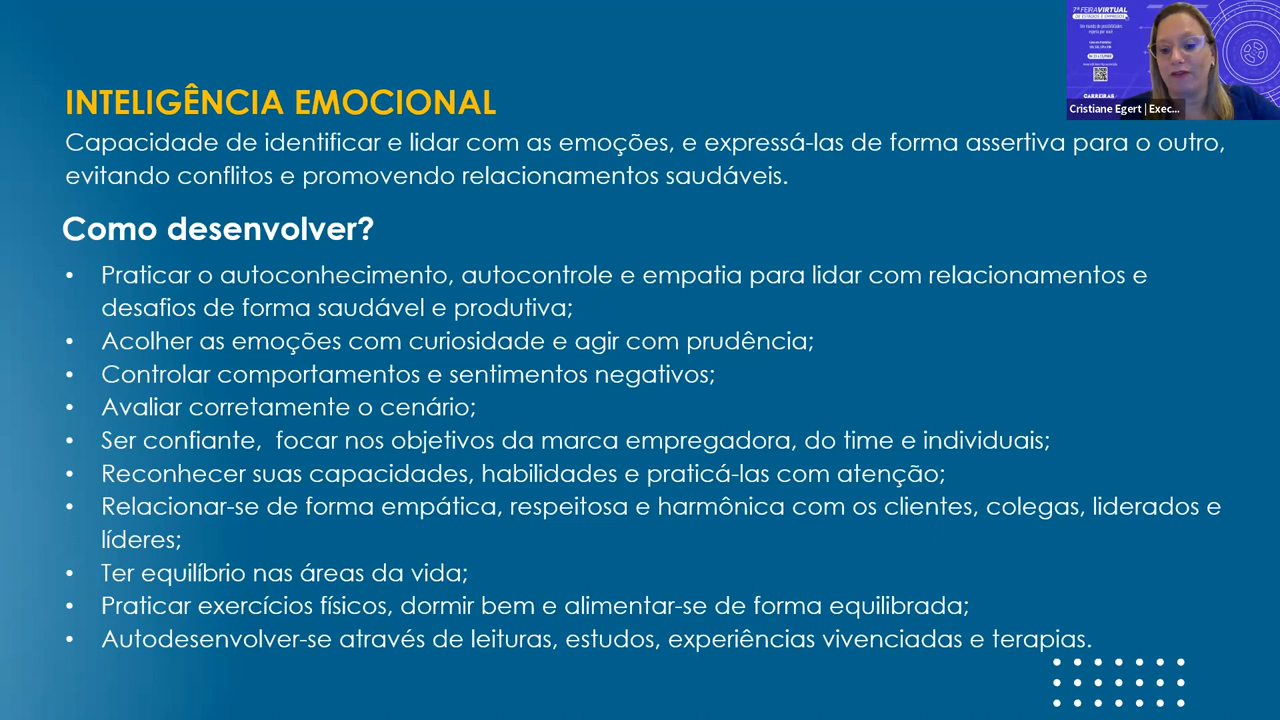 INTELIGÊNCIA EMOCIONAL
Capacidade de identificar e lidar com as emoções, e expressá-las de forma assertiva para o outro,
evitando conflitos e promovendo relacionamentos saudáveis.
Como desenvolver?
• Praticar o autoconhecimento, autocontrole e empatia para lidar com relacionamentos e
desafios de forma saudável e produtiva;
• Acolher as emoções com curiosidade e agir com prudência;
• Controlar comportamentos e sentimentos negativos;
• Avaliar corretamente o cenário;
• Ser confiante,  focar nos objetivos da marca empregadora, do time e individuais;
• Reconhecer suas capacidades, habilidades e praticá-las com atenção;
• Relacionar-se de forma empática, respeitosa e harmônica com os clientes, colegas, liderados e
líderes;
• Ter equilíbrio nas áreas da vida;
• Praticar exercícios físicos, dormir bem e alimentar-se de forma equilibrada;
• Autodesenvolver-se através de leituras, estudos, experiências vivenciadas e terapias.
7ª FEIRA VIRTUAL
DE ESTÁGIOS E EMPREGOS
CARREIRAS
Cristiane Egert | Exec...